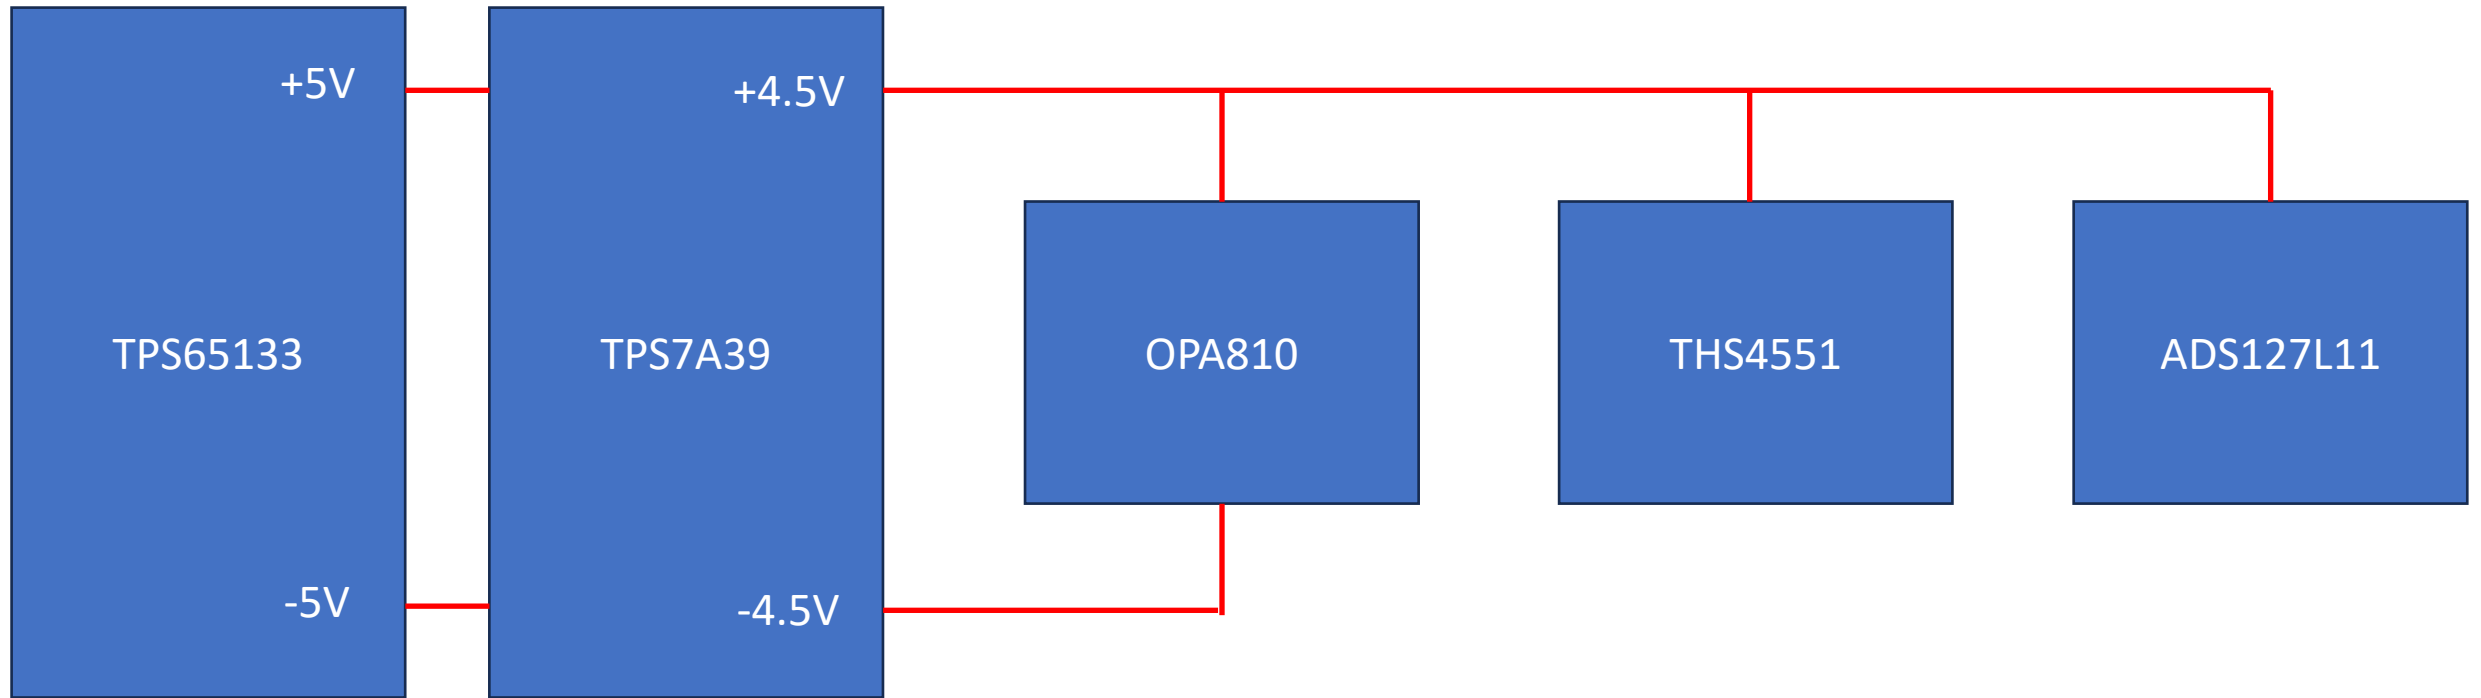 +5V
+4.5V
TPS65133
TPS7A39
OPA810
THS4551
ADS127L11
-5V
-4.5V